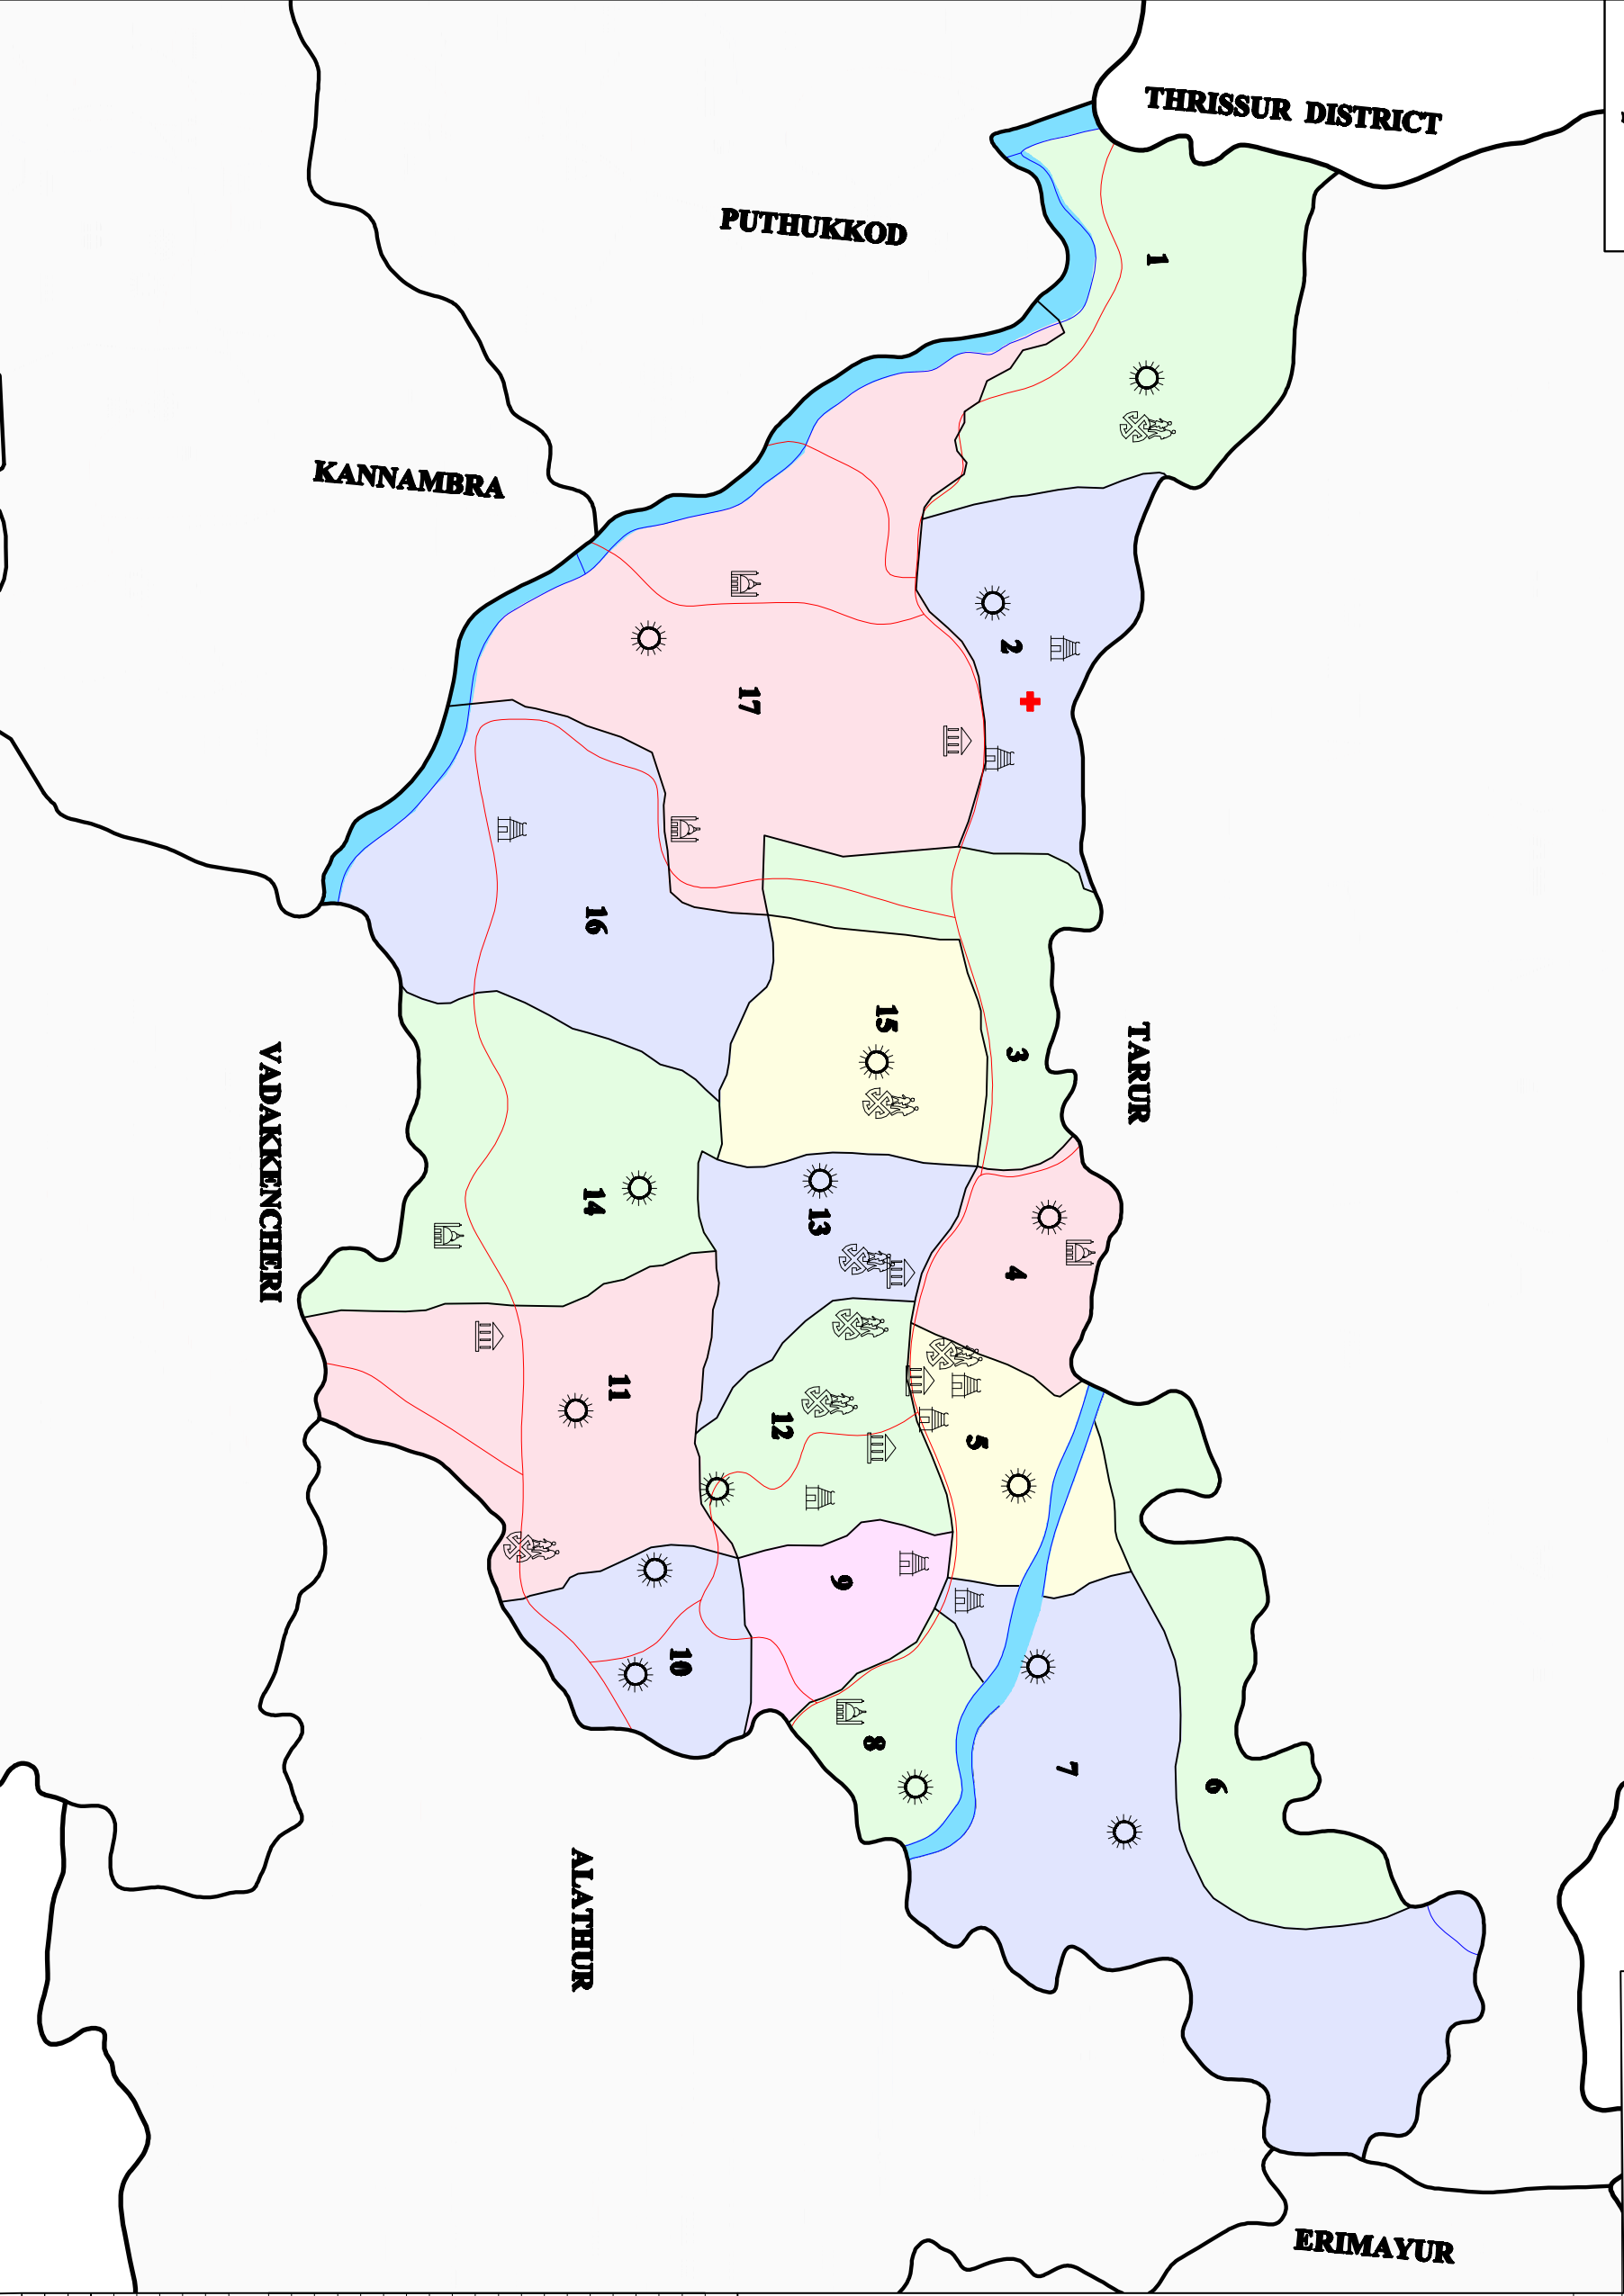 THRISSUR DISTRICT
PUTHUKKOD
1
KANNAMBRA
2
17
16
15
3
TARUR
VADAKKENCHERI
14
13
4
11
12
5
9
10
8
7
6
ALATHUR
ERIMAYUR